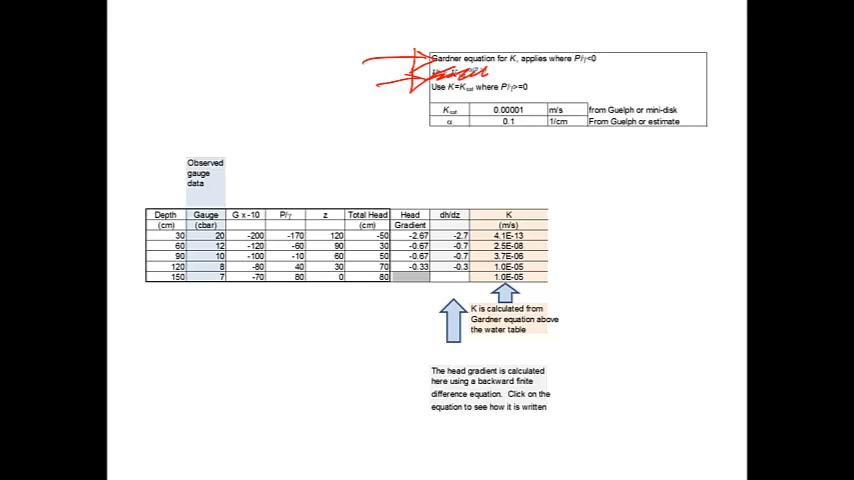 Gardner equation for K, applies where P/γ<0
Use K=Ksat where P/γ>=0
Ksat 0.00001 m/s from Guelph or mini-disk
α 0.1 1/cm From Guelph or estimate
Observed
gauge
data
Depth Gauge G x -10 P/γ z Total Head Head dh/dz K
(cm) (cbar) (cm) Gradient (m/s)
30 20 -200 -170 120 -50 -2.67 -2.7 4.1E-13
60 12 -120 -60 90 30 -0.67 -0.7 2.5E-08
90 10 -100 -10 60 50 -0.67 -0.7 3.7E-06
120 8 -80 40 30 70 -0.33 -0.3 1.0E-05
150 7 -70 80 0 80 1.0E-05
K is calculated from
Gardner equation above
the water table
The head gradient is calculated
here using a backward finite
difference equation. Click on the
equation to see how it is written